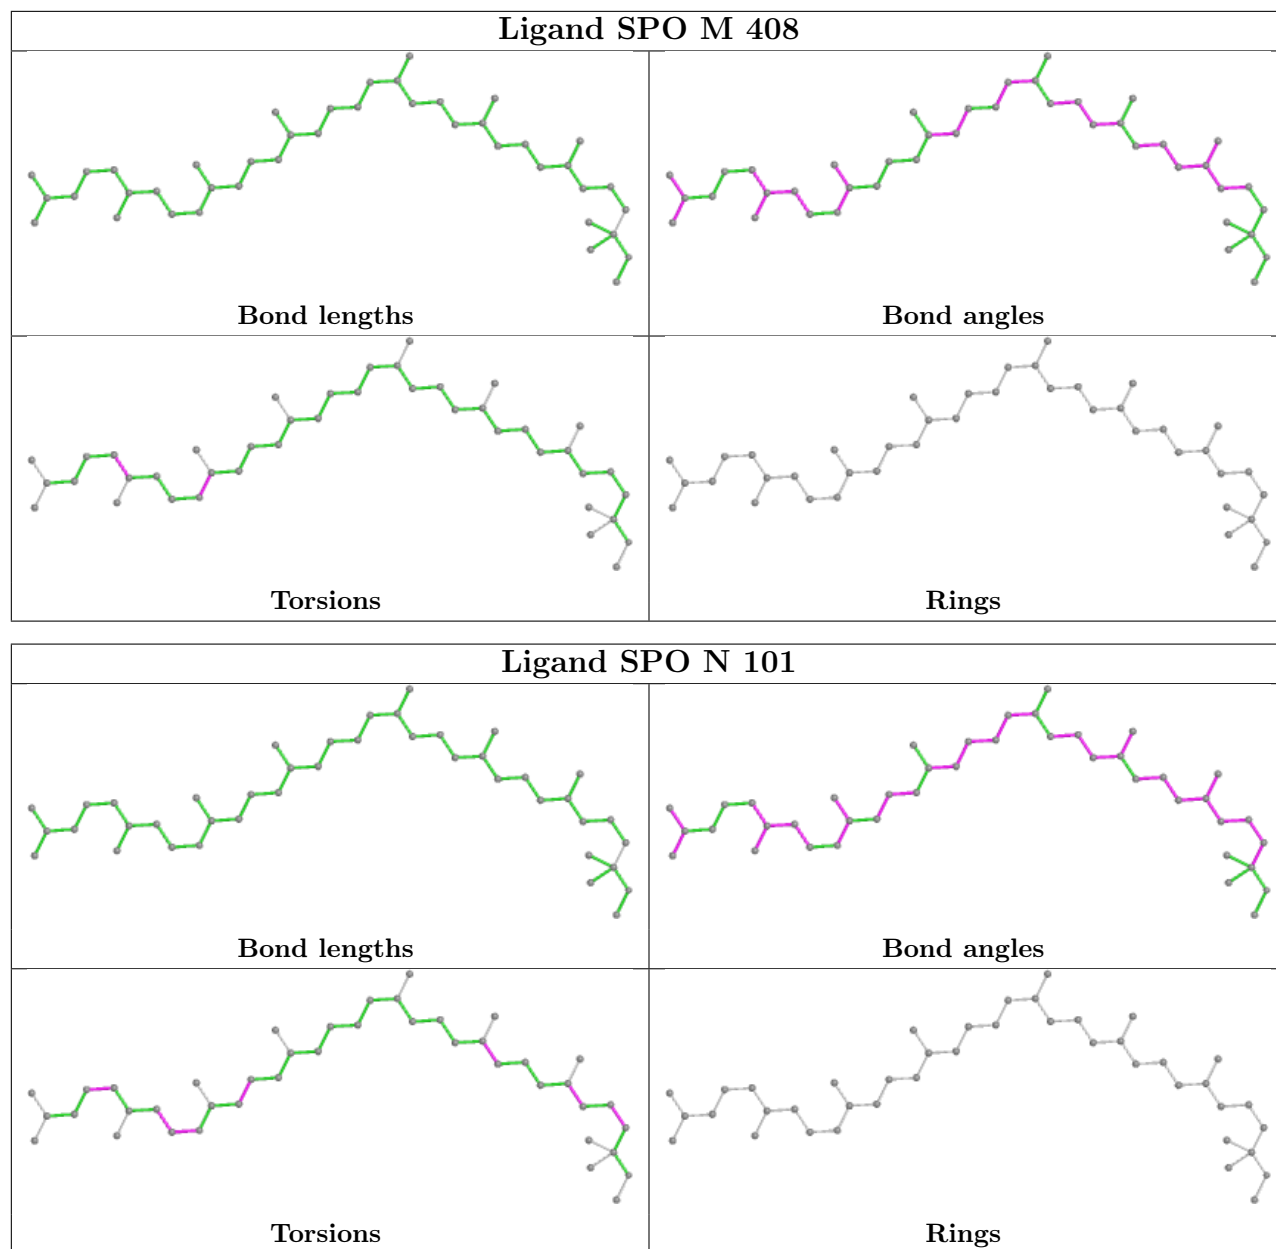 Ligand SPO M 408
Bond lengths
Bond angles
Torsions
Rings
Ligand SPO N 101
Bond lengths
Bond angles
Torsions
Rings